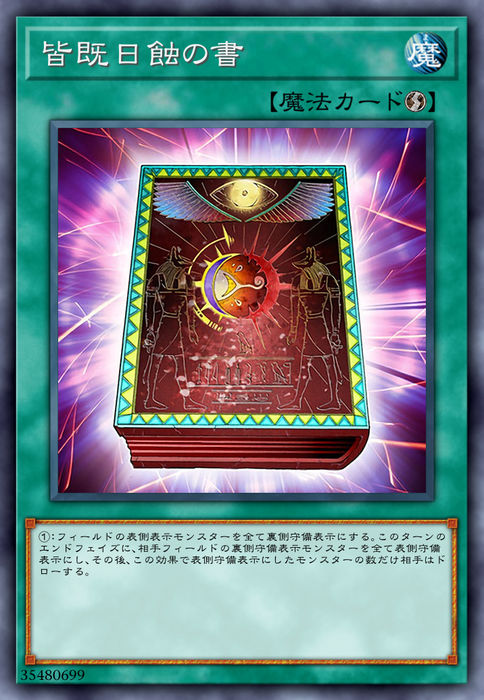 皆既日蝕の書
魔
【魔法カード】
①:フィールドの表側表示モンスターを全て裏側守備表示にする。このターンの
エンドフェイズに、相手フィールドの裏側守備表示モンスターを全て表側守備
表示にし、その後、この効果で表側守備表示にしたモンスターの数だけ相手はド
ローする。
35480699